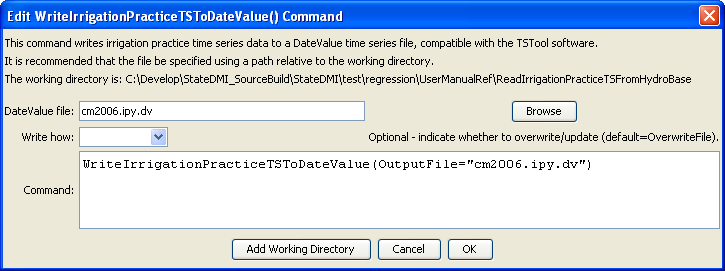 Edit WriteIrrigationPracticeTSToDateValue() Command
This command writes irrigation practice time series data to a DateValue time series file, compatible with the TSTool software.
It is recommended that the file be specified using a path relative to the working directory.
The working directory is: C:\Develop\StateDMI_SourceBuild\StateDMI\test\regression\UserManualRef\ReadIrrigationPracticeTSFromHydroBase
DateValue file: cm2006.ipy.dv Browse
Write how: Optional - indicate whether to overwrite/update (default=OverwriteFile).
WriteIrrigationPracticeTSToDateValue(OutputFile="cm2006.ipy.dv")
Command:
Add Working Directory Cancel OK